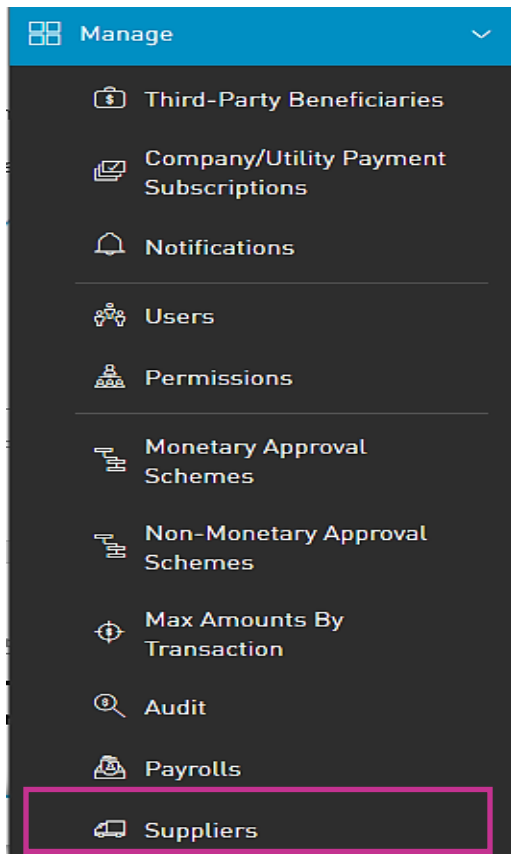 Manage
Third-Party Beneficiaries
Company/Utility Payment
Subscriptions
Notifications
Users
Permissions
Monetary Approval
Schemes
Non-Monetary Approval
Schemes
Max Amounts By
Transaction
Audit
Payrolls
Suppliers